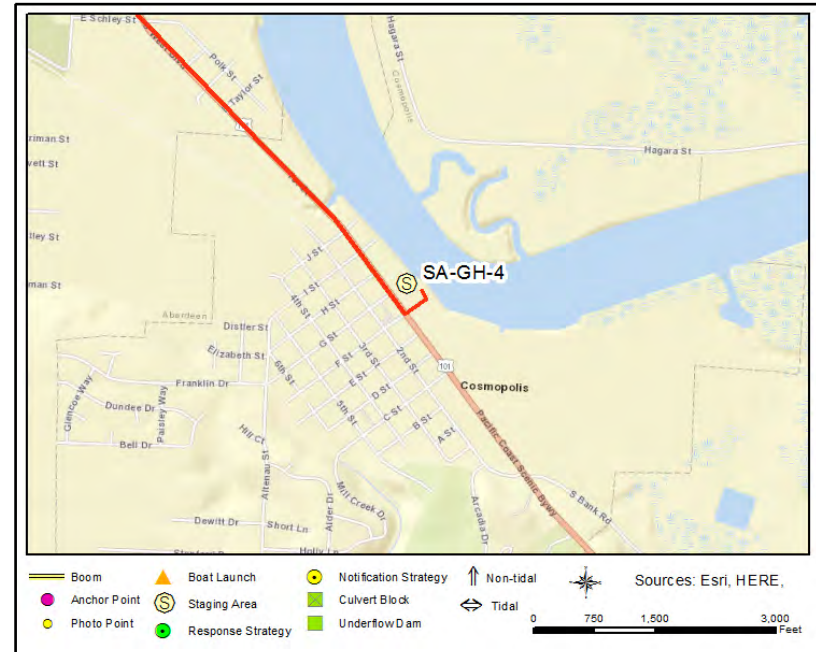 E Schley St
Polk St
Taylor St
Hagara St
Cosmopolis
Hagara St
J St
I St
H St
G St
F St
E St
D St
C St
B St
A St
2nd St
3rd St
4th St
5th St
6th St
SA-GH-4
S
101
Cosmopolis
Pacific Coast Scenic Bywy
S Bank Rd
Arcadia Dr
Aberdeen
Distler St
Elizabeth St
Franklin Dr
Glencoe Way
Dundee Dr
Paisley Way
Bell Dr
Hill Ct
Altenau St
Mill Creek Dr
Alder Dr
Dewitt Dr
Short Ln
Boom
Boat Launch
Notification Strategy
Non-tidal
Sources: Esri, HERE,
Anchor Point
S
Staging Area
Culvert Block
Tidal
Photo Point
Response Strategy
Underflow Dam
0 750 1,500 3,000
Feet